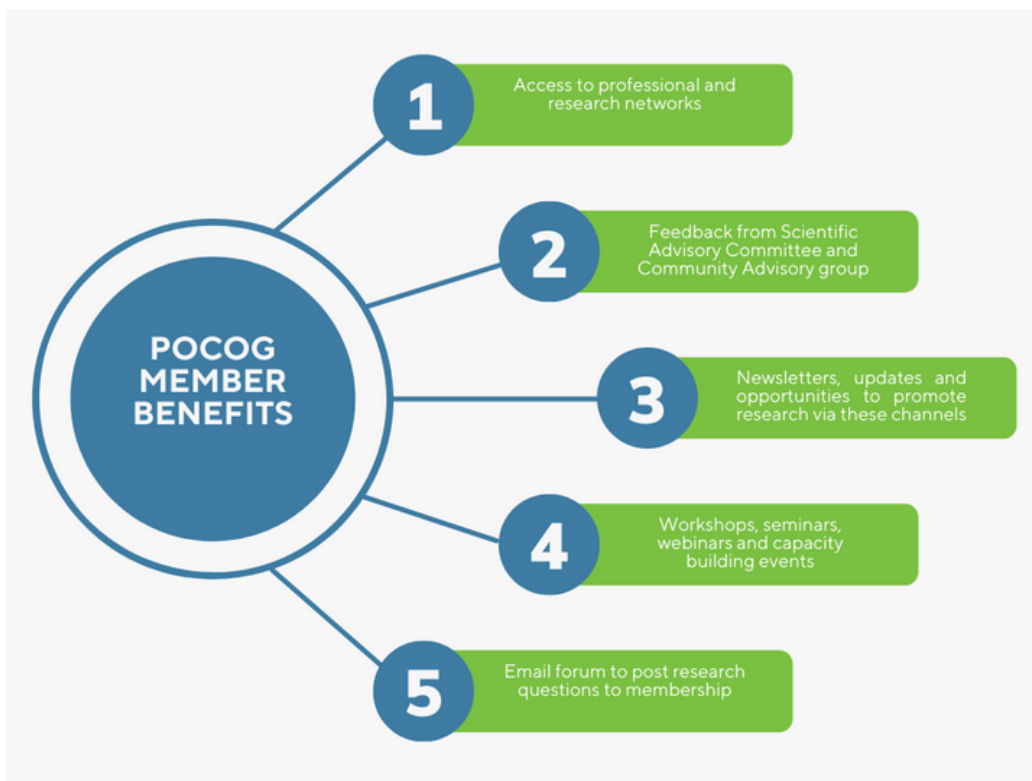 POCOG
MEMBER
BENEFITS
1
Access to professional and
research networks
2
Feedback from Scientific
Advisory Committee and
Community Advisory group
3
Newsletters, updates and
opportunities to promote
research via these channels
4
Workshops, seminars,
webinars and capacity
building events
5
Email forum to post research
questions to membership